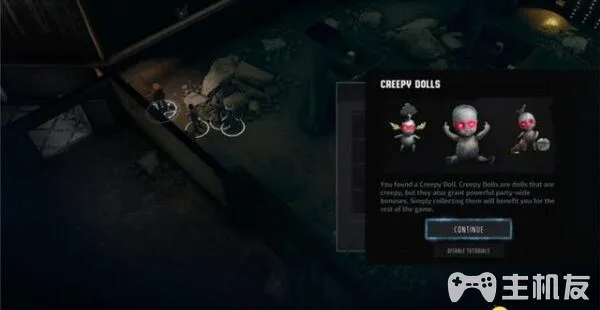 CREEPY DOLLS
You found a Creepy Doll. Creepy Dolls are dolls that are
creepy, but they also grant powerful party-wide
bonuses. Simply collecting them will benefit you for the
rest of the game.
CONTINUE
DISABLE TUTORIALS
主机友